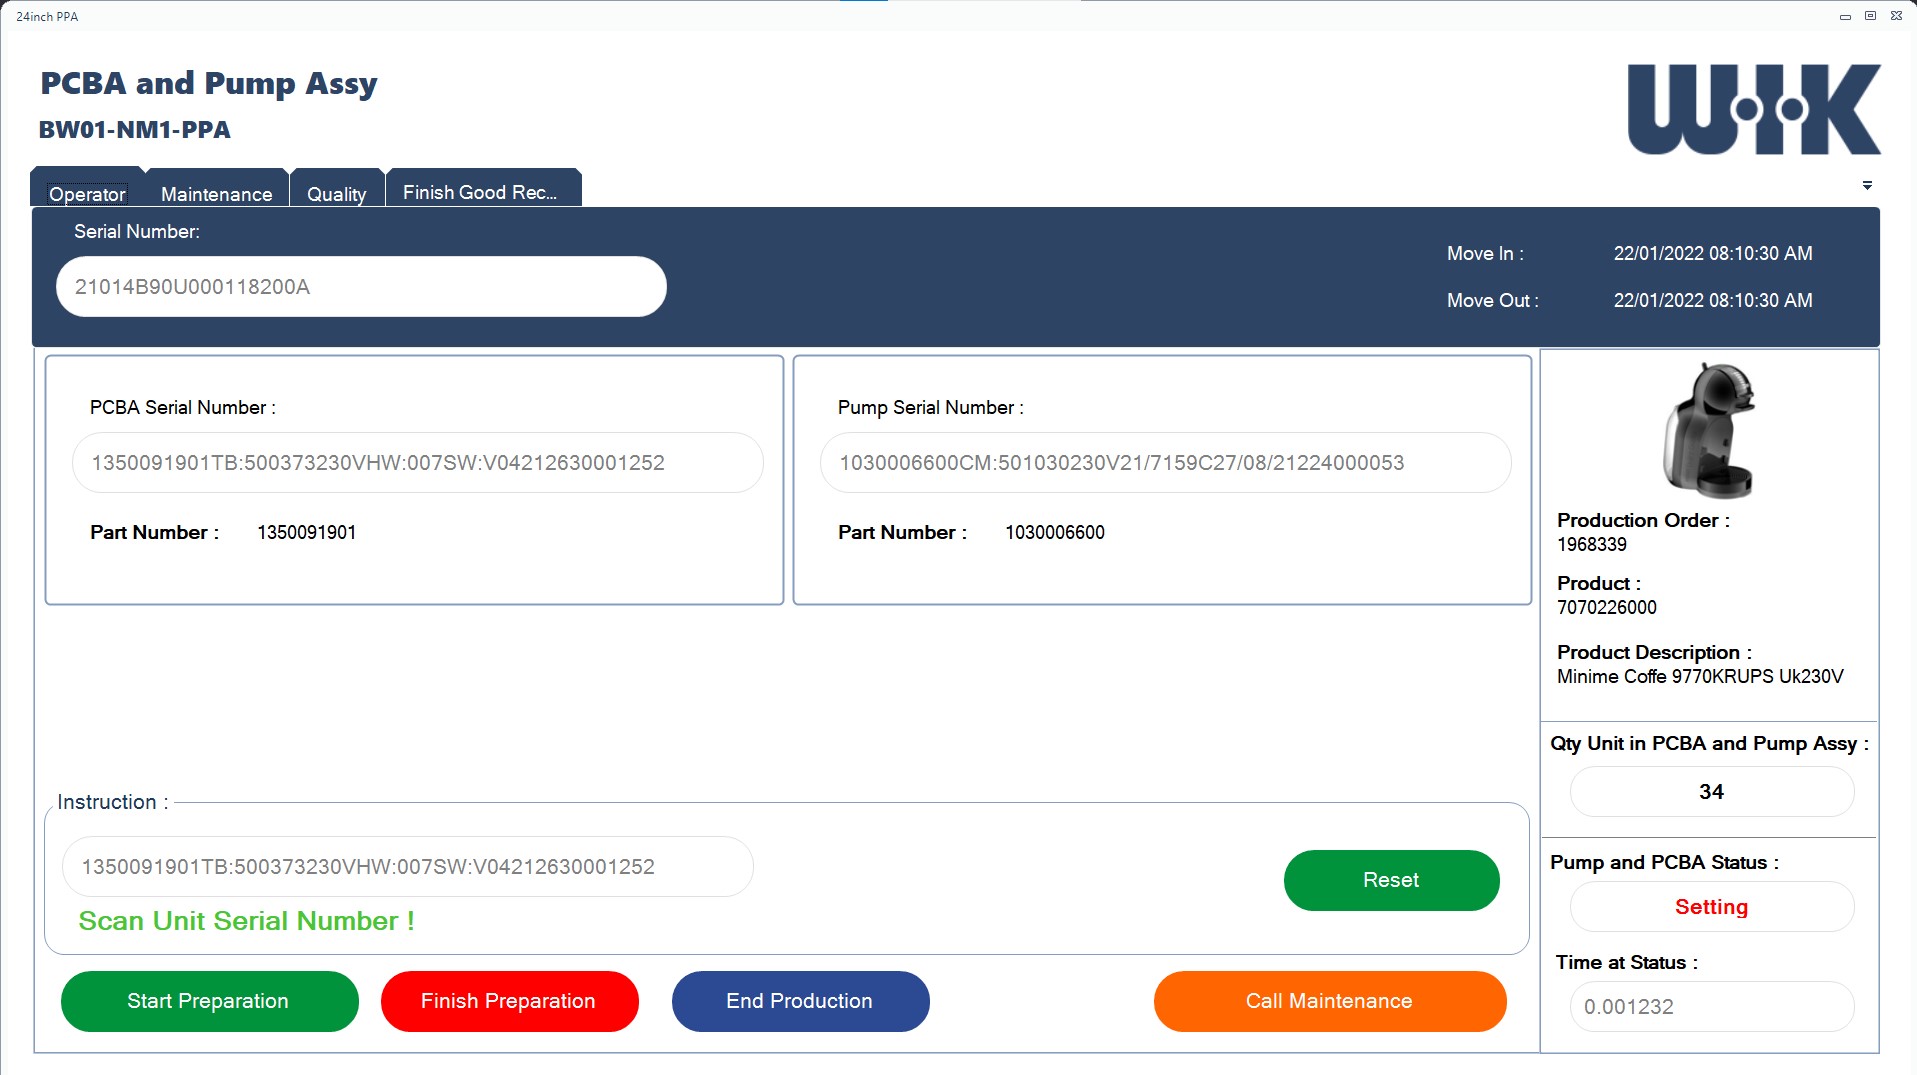 24inch PPA
PCBA and Pump Assy
BW01-NM1-PPA
WIK
Operator
Maintenance
Quality
Finish Good Rec...
Serial Number:
21014B90U000118200A
Move In :
22/01/2022 08:10:30 AM
Move Out :
22/01/2022 08:10:30 AM
PCBA Serial Number :
1350091901TB:500373230VHW:007SW:V04212630001252
Part Number :
1350091901
Pump Serial Number :
1030006600CM:501030230V21/7159C27/08/21224000053
Part Number :
1030006600
Production Order :
1968339
Product :
7070226000
Product Description :
Minime Coffe 9770KRUPS Uk230V
Qty Unit in PCBA and Pump Assy :
34
Pump and PCBA Status :
Setting
Time at Status :
0.001232
Instruction :
1350091901TB:500373230VHW:007SW:V04212630001252
Scan Unit Serial Number !
Reset
Start Preparation
Finish Preparation
End Production
Call Maintenance